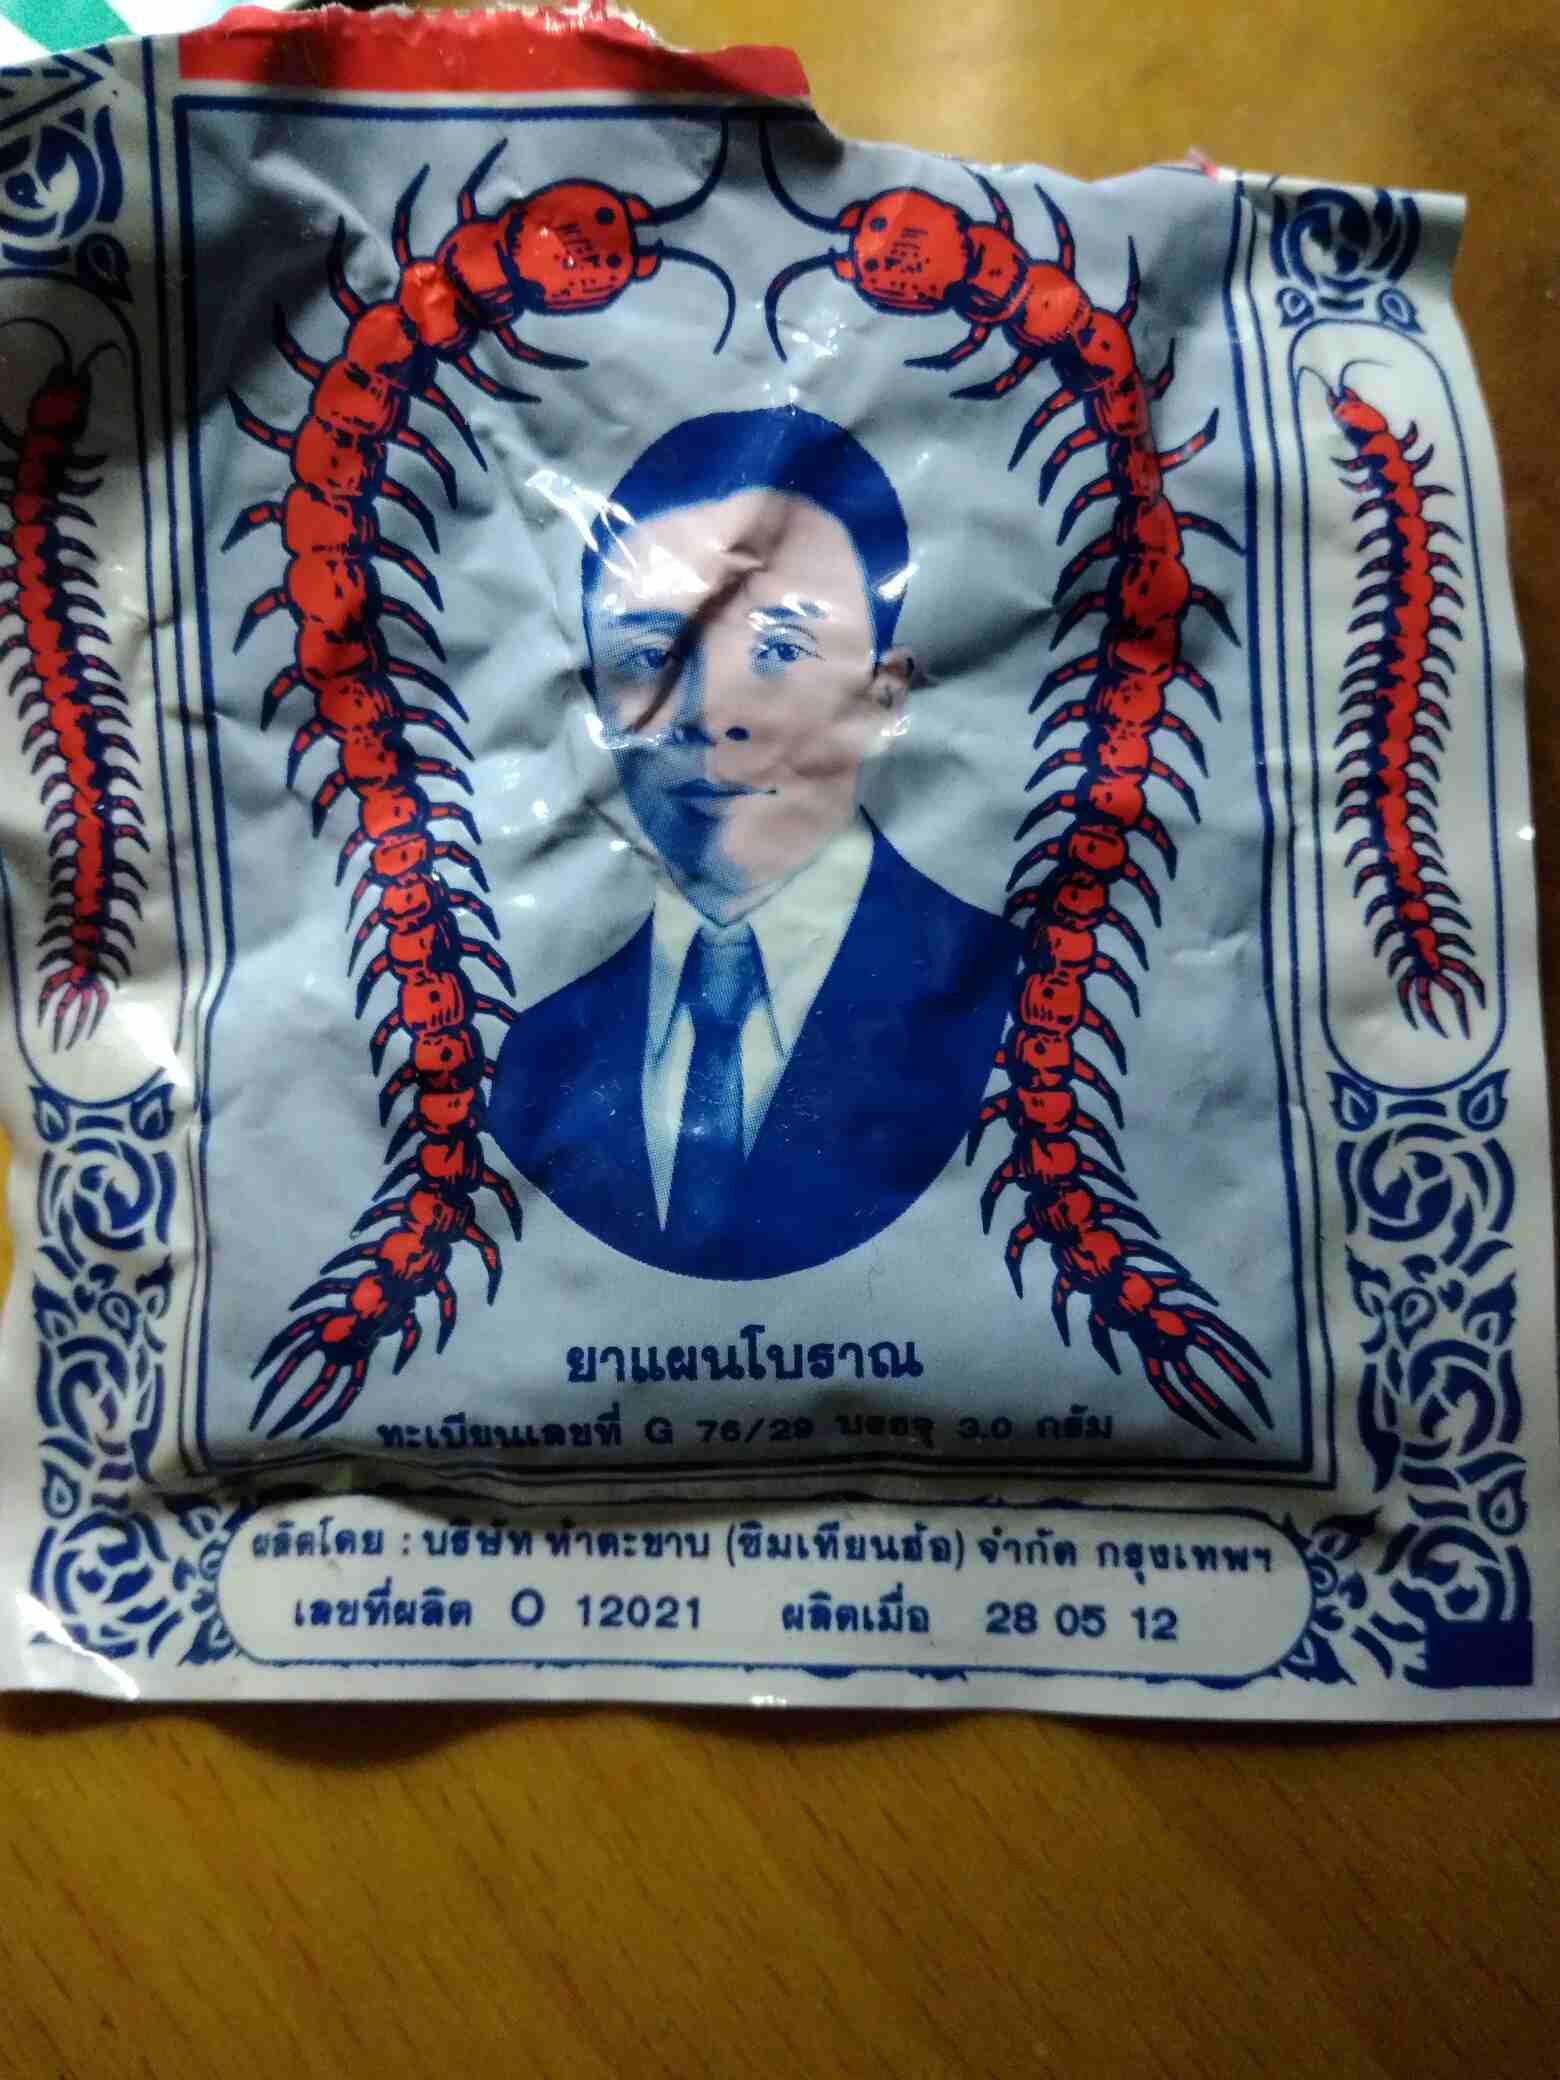 ยาแผนโบราณ
ทะเบียนเลขที่ G 76/29 บรรจุ 3.0 กรัม
ผลิตโดย : บริษัท ห้าตะขาบ (ซิมเทียนฮ้อ) จำกัด กรุงเทพฯ
เลขที่ผลิต O 12021 ผลิตเมื่อ 28 05 12